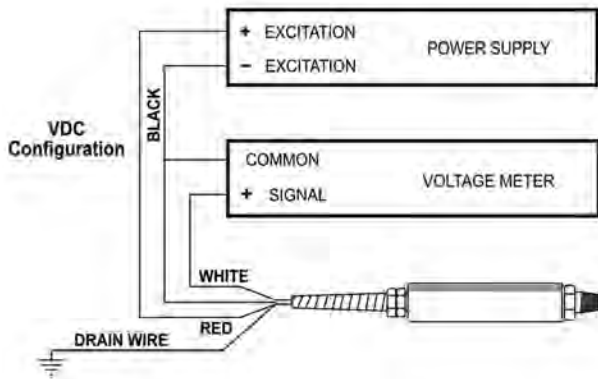 + EXCITATION
POWER SUPPLY
− EXCITATION
BLACK
VDC
Configuration
COMMON
VOLTAGE METER
+ SIGNAL
WHITE
RED
DRAIN WIRE